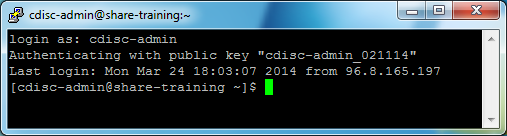 cdisc-admin@share-training:~
login as: cdisc-admin
Authenticating with public key "cdisc-admin_021114"
Last login: Mon Mar 24 18:03:07 2014 from 96.8.165.197
[cdisc-admin@share-training ~]$